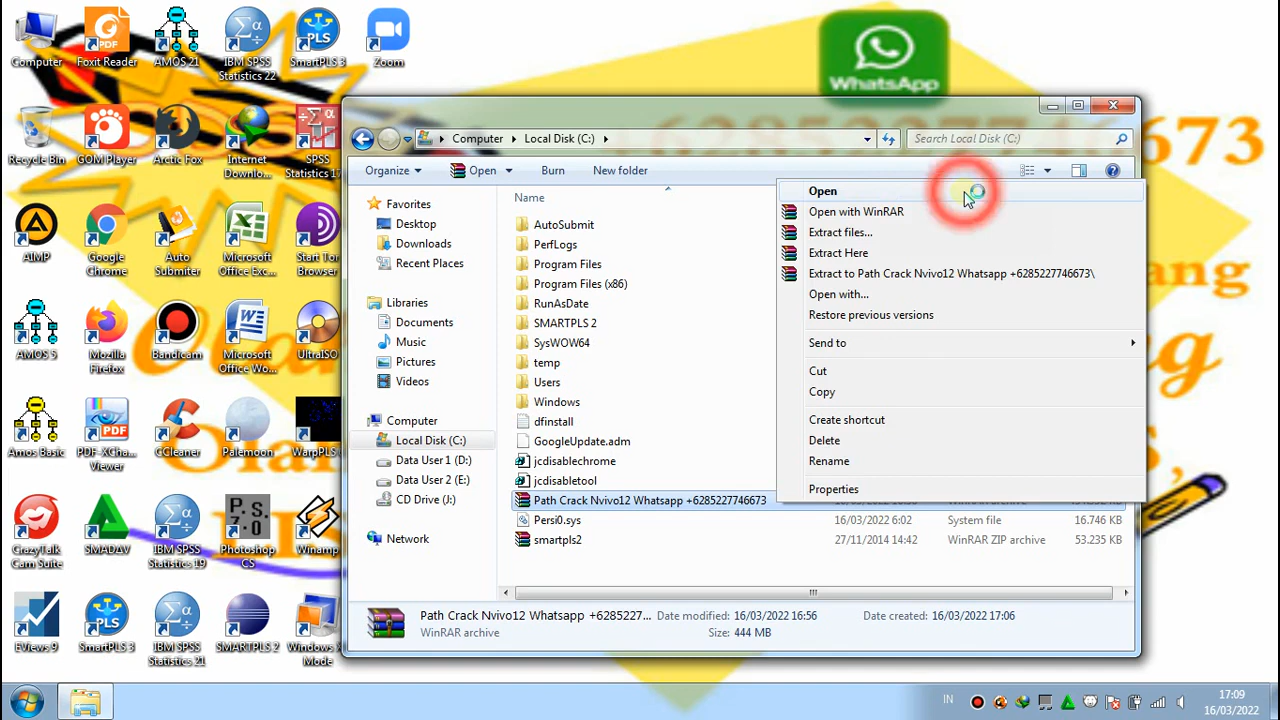 Computer
Foxit Reader
AMOS 21
IBM SPSS
Statistics 22
SmartPLS 3
Zoom
WhatsApp
Recycle Bin
GOM Player
Arctic Fox
Internet
Downlo...
SPSS
Statistics 17
AIMP
Google
Chrome
Auto
Submiter
Microsoft
Office Exc...
Start Tor
Browser
AMOS 5
Mozilla
Firefox
Bandicam
Microsoft
Office Wo...
UltraISO
Amos Basic
PDF-XChan...
Viewer
CCleaner
Palemoon
WarpPLS
CrazyTalk
Cam Suite
SMADAV
IBM SPSS
Statistics 19
Photoshop
CS
Winamp
EViews 9
SmartPLS 3
IBM SPSS
Statistics 21
SMARTPLS 2
Windows X
Mode
Computer
Local Disk (C:)
Search Local Disk (C:)
Organize
Open
Burn
New folder
Favorites
Desktop
Downloads
Recent Places
Libraries
Documents
Music
Pictures
Videos
Computer
Local Disk (C:)
Data User 1 (D:)
Data User 2 (E:)
CD Drive (J:)
Network
Name
AutoSubmit
PerfLogs
Program Files
Program Files (x86)
RunAsDate
SMARTPLS 2
SysWOW64
temp
Users
Windows
dfinstall
GoogleUpdate.adm
jcdisablechrome
jcdisabletool
Path Crack Nvivo12 Whatsapp +6285227746673
Persi0.sys 16/03/2022 6:02 System file 16.746 KB
smartpls2 27/11/2014 14:42 WinRAR ZIP archive 53.235 KB
Open
Open with WinRAR
Extract files...
Extract Here
Extract to Path Crack Nvivo12 Whatsapp +6285227746673\
Open with...
Restore previous versions
Send to
Cut
Copy
Create shortcut
Delete
Rename
Properties
Path Crack Nvivo12 Whatsapp +6285227... Date modified: 16/03/2022 16:56 Date created: 16/03/2022 17:06
WinRAR archive Size: 444 MB
IN
17:09
16/03/2022